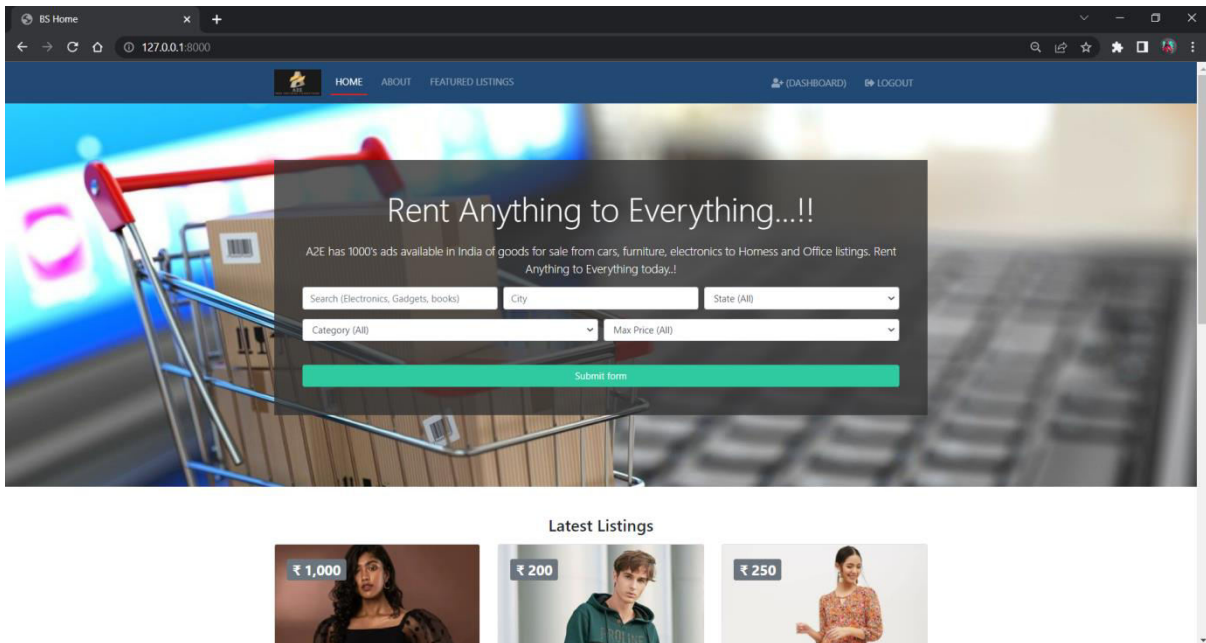 BS Home
127.0.0.1:8000
A2E
HOME ABOUT FEATURED LISTINGS (DASHBOARD) LOGOUT
Rent Anything to Everything...!!
A2E has 1000's ads available in India of goods for sale from cars, furniture, electronics to Homess and Office listings. Rent
Anything to Everything today..!
Search (Electronics, Gadgets, books) City State (All)
Category (All) Max Price (All)
Submit form
Latest Listings
₹ 1,000 ₹ 200 ₹ 250